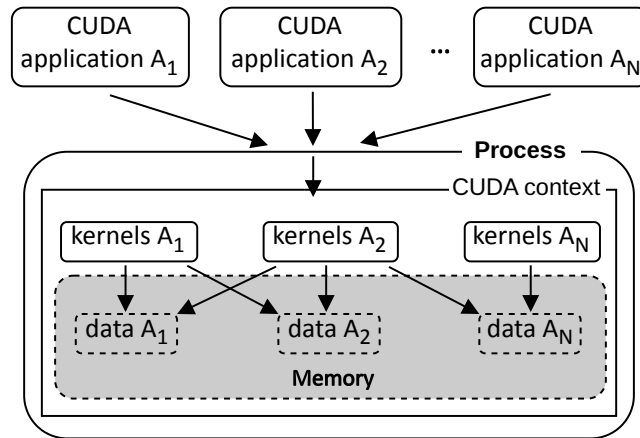 CUDA
application A1
CUDA
application A2
...
CUDA
application AN
Process
CUDA context
kernels A1
kernels A2
kernels AN
data A1
data A2
data AN
Memory